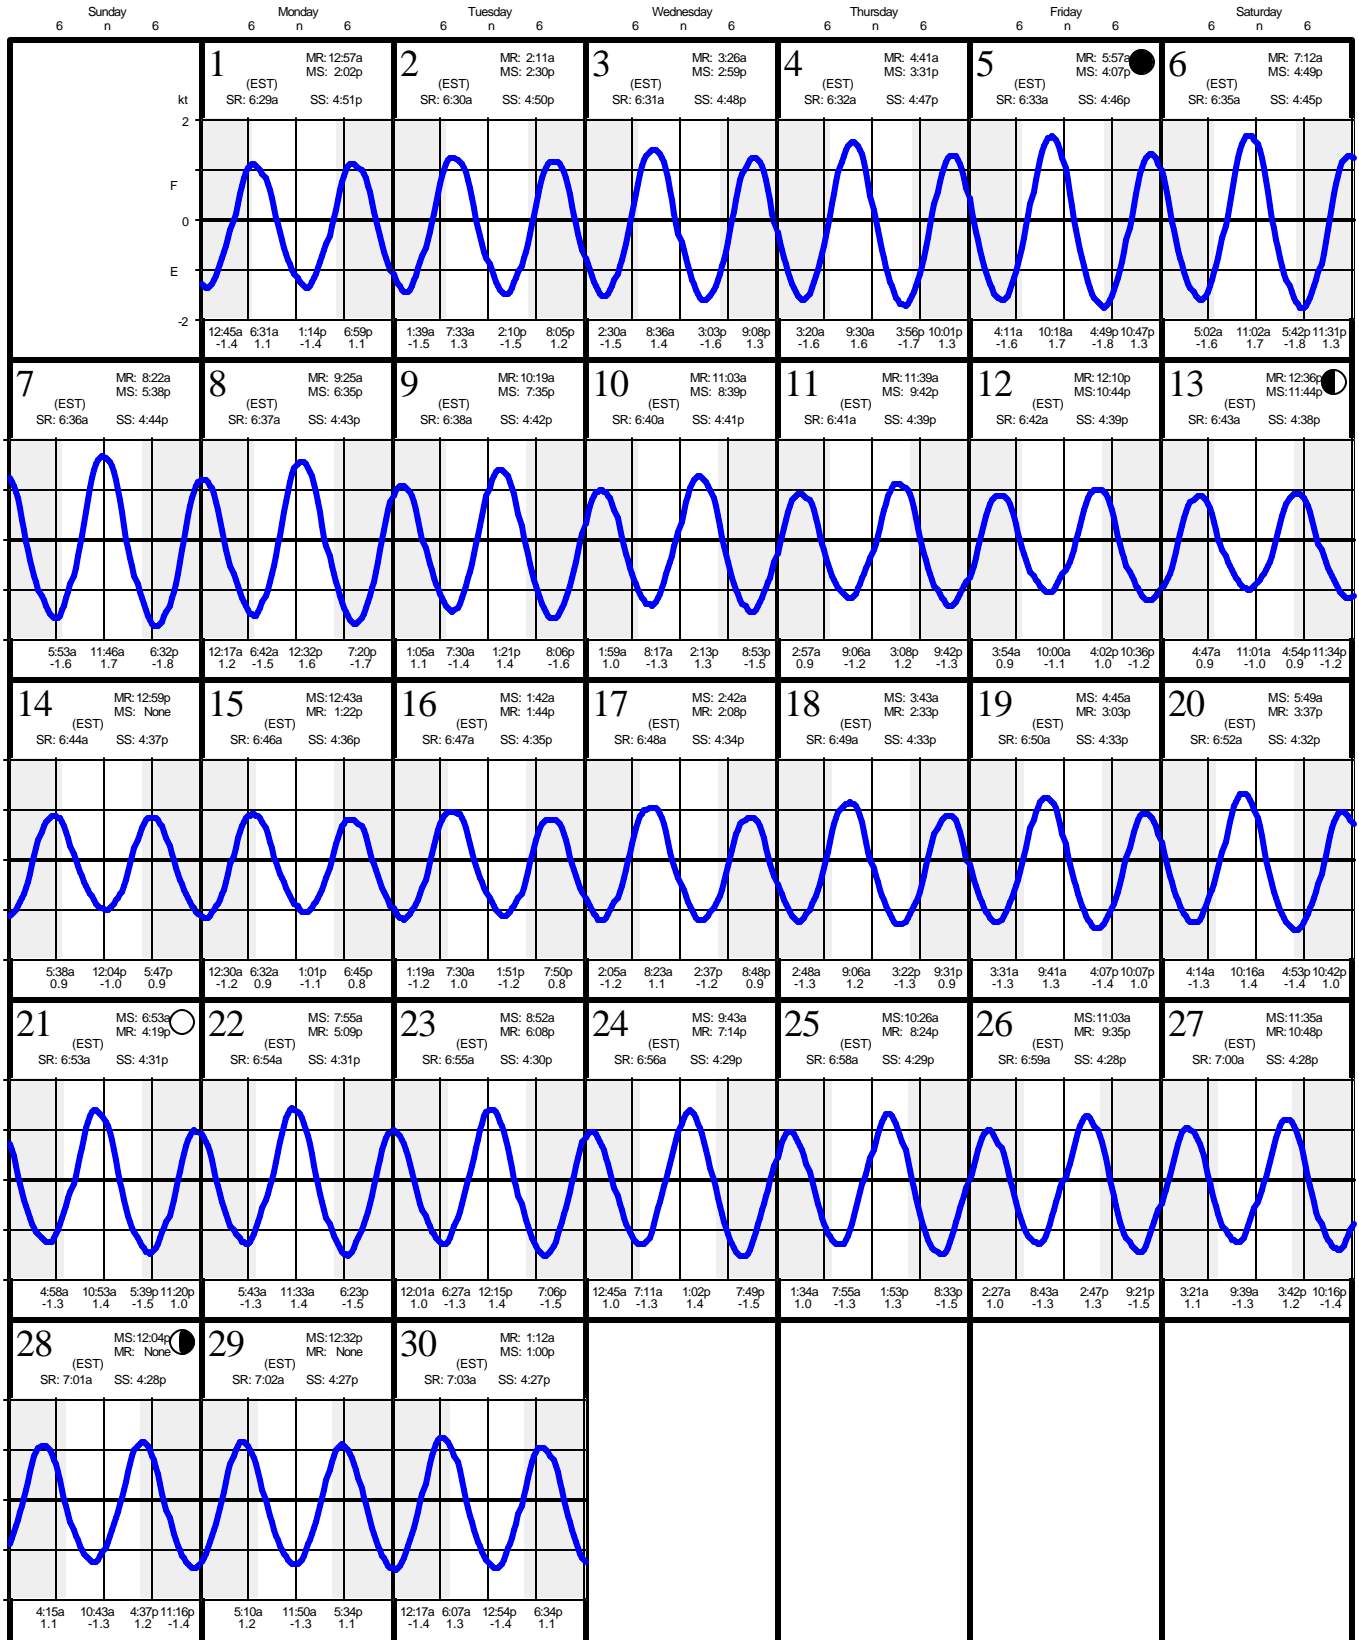 Sunday Monday Tuesday Wednesday Thursday Friday Saturday
6 n 6 6 n 6 6 n 6 6 n 6 6 n 6 6 n 6 6 n 6
1 MR: 12:57a
MS: 2:02p
(EST)
SR: 6:29a SS: 4:51p
kt
2
F
0
E
-2
12:45a 6:31a 1:14p 6:59p
-1.4 1.1 -1.4 1.1
2 MR: 2:11a
MS: 2:30p
(EST)
SR: 6:30a SS: 4:50p
1:39a 7:33a 2:10p 8:05p
-1.5 1.3 -1.5 1.2
3 MR: 3:26a
MS: 2:59p
(EST)
SR: 6:31a SS: 4:48p
2:30a 8:36a 3:03p 9:08p
-1.5 1.4 -1.6 1.3
4 MR: 4:41a
MS: 3:31p
(EST)
SR: 6:32a SS: 4:47p
3:20a 9:30a 3:56p 10:01p
-1.6 1.6 -1.7 1.3
5 MR: 5:57a
MS: 4:07p
(EST)
SR: 6:33a SS: 4:46p
4:11a 10:18a 4:49p 10:47p
-1.6 1.7 -1.8 1.3
6 MR: 7:12a
MS: 4:49p
(EST)
SR: 6:35a SS: 4:45p
5:02a 11:02a 5:42p 11:31p
-1.6 1.7 -1.8 1.3
7 MR: 8:22a
MS: 5:38p
(EST)
SR: 6:36a SS: 4:44p
5:53a 11:46a 6:32p
-1.6 1.7 -1.8
8 MR: 9:25a
MS: 6:35p
(EST)
SR: 6:37a SS: 4:43p
12:17a 6:42a 12:32p 7:20p
1.2 -1.5 1.6 -1.7
9 MR: 10:19a
MS: 7:35p
(EST)
SR: 6:38a SS: 4:42p
1:05a 7:30a 1:21p 8:06p
1.1 -1.4 1.4 -1.6
10 MR: 11:03a
MS: 8:39p
(EST)
SR: 6:40a SS: 4:41p
1:59a 8:17a 2:13p 8:53p
1.0 -1.3 1.3 -1.5
11 MR: 11:39a
MS: 9:42p
(EST)
SR: 6:41a SS: 4:39p
2:57a 9:06a 3:08p 9:42p
0.9 -1.2 1.2 -1.3
12 MR: 12:10p
MS: 10:44p
(EST)
SR: 6:42a SS: 4:39p
3:54a 10:00a 4:02p 10:36p
0.9 -1.1 1.0 -1.2
13 MR: 12:36p
MS: 11:44p
(EST)
SR: 6:43a SS: 4:38p
4:47a 11:01a 4:54p 11:34p
0.9 -1.0 0.9 -1.2
14 MR: 12:59p
MS: None
(EST)
SR: 6:44a SS: 4:37p
5:38a 12:04p 5:47p
0.9 -1.0 0.9
15 MS: 12:43a
MR: 1:22p
(EST)
SR: 6:46a SS: 4:36p
12:30a 6:32a 1:01p 6:45p
-1.2 0.9 -1.1 0.8
16 MS: 1:42a
MR: 1:44p
(EST)
SR: 6:47a SS: 4:35p
1:19a 7:30a 1:51p 7:50p
-1.2 1.0 -1.2 0.8
17 MS: 2:42a
MR: 2:08p
(EST)
SR: 6:48a SS: 4:34p
2:05a 8:23a 2:37p 8:48p
-1.2 1.1 -1.2 0.9
18 MS: 3:43a
MR: 2:33p
(EST)
SR: 6:49a SS: 4:33p
2:48a 9:06a 3:22p 9:31p
-1.3 1.2 -1.3 0.9
19 MS: 4:45a
MR: 3:03p
(EST)
SR: 6:50a SS: 4:33p
3:31a 9:41a 4:07p 10:07p
-1.3 1.3 -1.4 1.0
20 MS: 5:49a
MR: 3:37p
(EST)
SR: 6:52a SS: 4:32p
4:14a 10:16a 4:53p 10:42p
-1.3 1.4 -1.4 1.0
21 MS: 6:53a
MR: 4:19p
(EST)
SR: 6:53a SS: 4:31p
4:58a 10:53a 5:39p 11:20p
-1.3 1.4 -1.5 1.0
22 MS: 7:55a
MR: 5:09p
(EST)
SR: 6:54a SS: 4:31p
5:43a 11:33a 6:23p
-1.3 1.4 -1.5
23 MS: 8:52a
MR: 6:08p
(EST)
SR: 6:55a SS: 4:30p
12:01a 6:27a 12:15p 7:06p
1.0 -1.3 1.4 -1.5
24 MS: 9:43a
MR: 7:14p
(EST)
SR: 6:56a SS: 4:29p
12:45a 7:11a 1:02p 7:49p
1.0 -1.3 1.4 -1.5
25 MS: 10:26a
MR: 8:24p
(EST)
SR: 6:58a SS: 4:29p
1:34a 7:55a 1:53p 8:33p
1.0 -1.3 1.3 -1.5
26 MS: 11:03a
MR: 9:35p
(EST)
SR: 6:59a SS: 4:28p
2:27a 8:43a 2:47p 9:21p
1.0 -1.3 1.3 -1.5
27 MS: 11:35a
MR: 10:48p
(EST)
SR: 7:00a SS: 4:28p
3:21a 9:39a 3:42p 10:16p
1.1 -1.3 1.2 -1.4
28 MS: 12:04p
MR: None
(EST)
SR: 7:01a SS: 4:28p
4:15a 10:43a 4:37p 11:16p
1.1 -1.3 1.2 -1.4
29 MS: 12:32p
MR: None
(EST)
SR: 7:02a SS: 4:27p
5:10a 11:50a 5:34p
1.2 -1.3 1.1
30 MR: 1:12a
MS: 1:00p
(EST)
SR: 7:03a SS: 4:27p
12:17a 6:07a 12:54p 6:34p
-1.4 1.3 -1.4 1.1